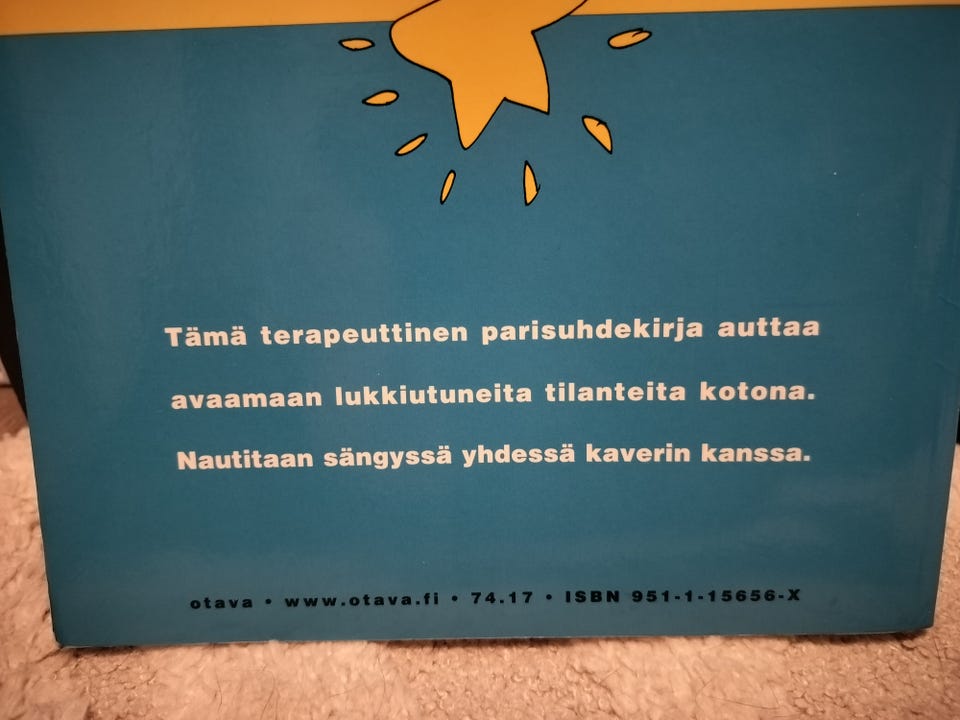 Tämä terapeuttinen parisuhdekirja auttaa
avaamaan lukkiutuneita tilanteita kotona.
Nautitaan sängyssä yhdessä kaverin kanssa.
otava • www.otava.fi • 74.17 • ISBN 951-1-15656-X